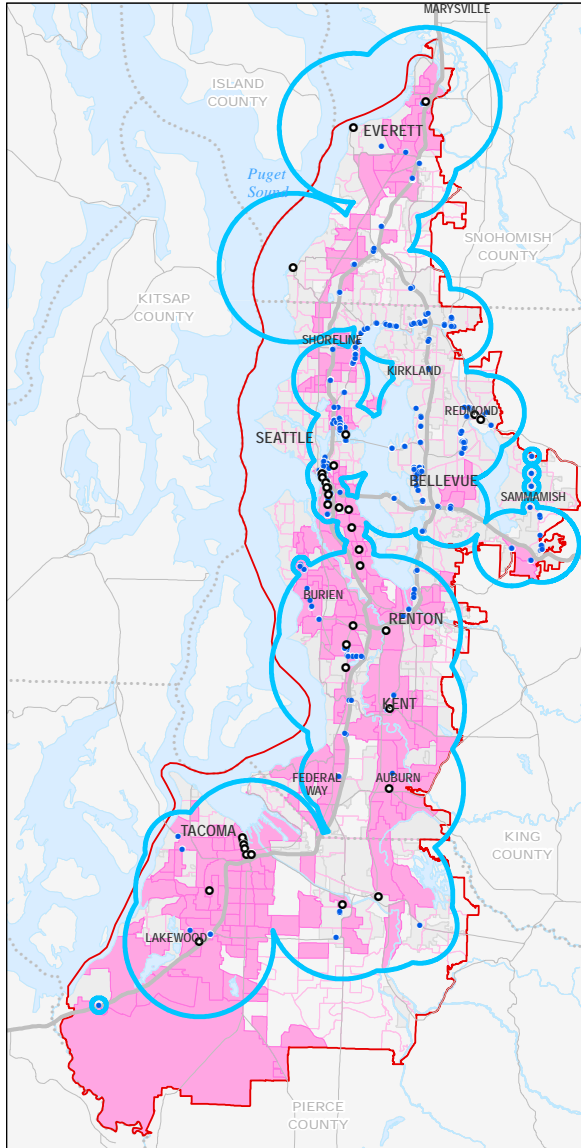 MARYSVILLE
ISLAND
COUNTY
EVERETT
Puget
Sound
SNOHOMISH
COUNTY
KITSAP
COUNTY
SHORELINE
KIRKLAND
REDMOND
SEATTLE
BELLEVUE
SAMMAMISH
BURIEN
RENTON
KENT
FEDERAL
WAY
AUBURN
TACOMA
KING
COUNTY
LAKEWOOD
PIERCE
COUNTY